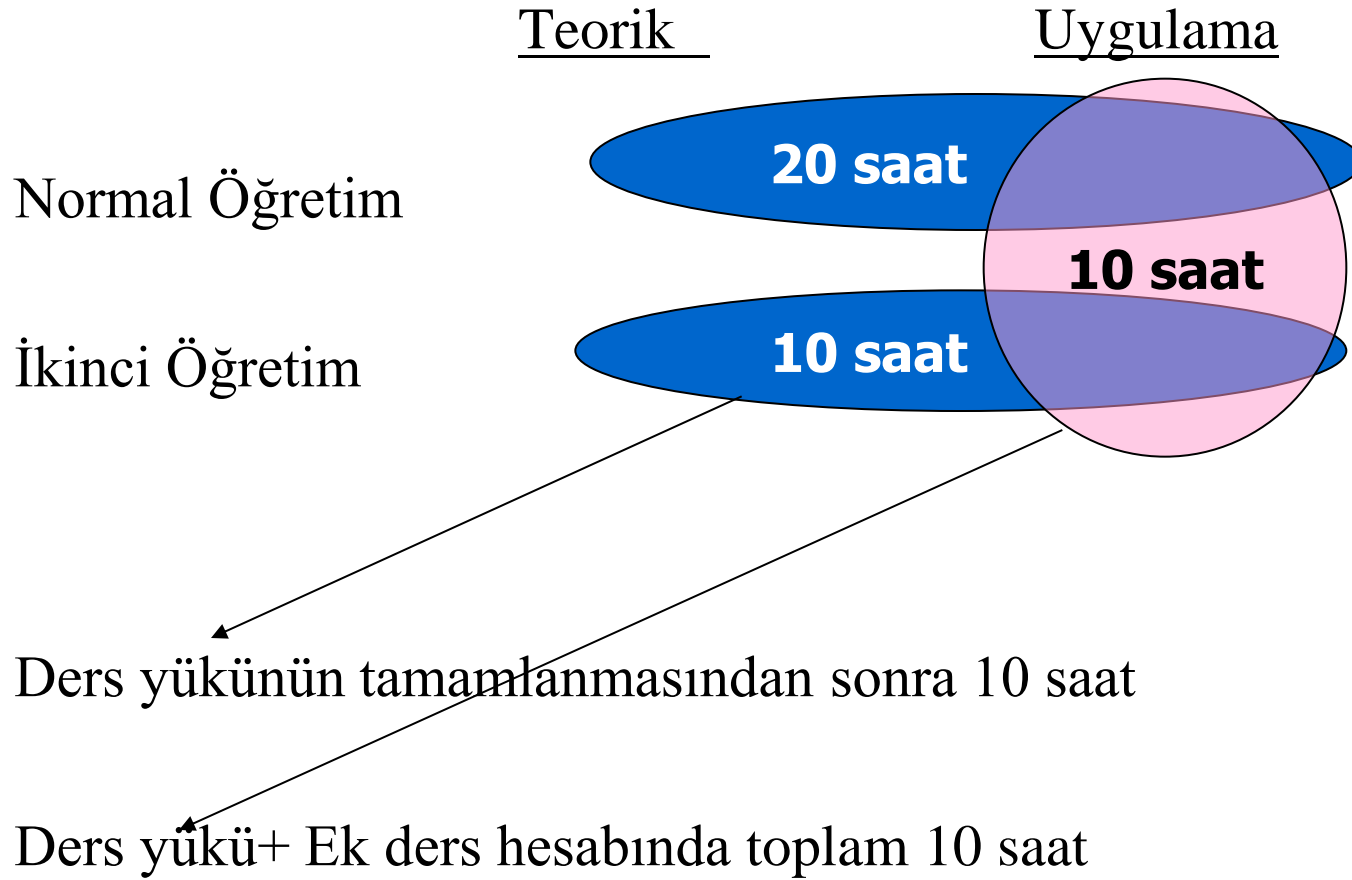 Teorik Uygulama
20 saat
Normal Öğretim
10 saat
10 saat
İkinci Öğretim
Ders yükünün tamamlanmasından sonra 10 saat
Ders yükü+ Ek ders hesabında toplam 10 saat